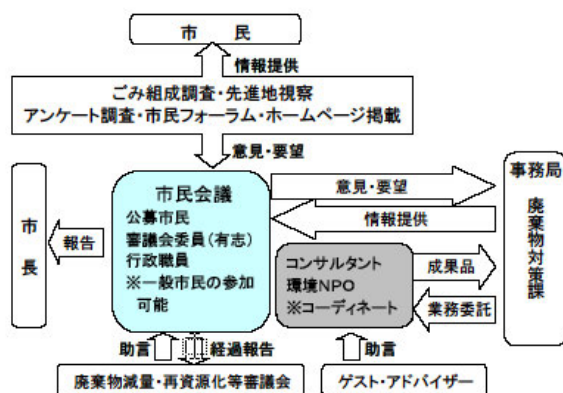 市　　民
情報提供
ごみ組成調査・先進地視察
アンケート調査・市民フォーラム・ホームページ掲載
意見・要望
市民会議
公募市民
審議会委員（有志）
行政職員
※一般市民の参加
可能
市長
報告
意見・要望
情報提供
事務局
廃棄物対策課
コンサルタント
環境NPO
※コーディネート
成果品
業務委託
助言
経過報告
助言
廃棄物減量・再資源化等審議会
ゲスト・アドバイザー